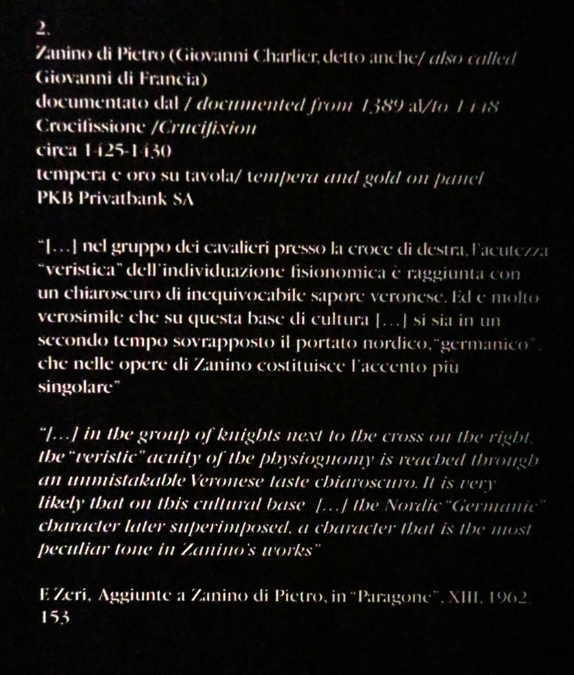 2.
Zanino di Pietro (Giovanni Charlier, detto anche/ also called
Giovanni di Francia)
documentato dal / documented from 1389 al/to 1448
Crocifissione /Crucifixion
circa 1425-1430
tempera e oro su tavola/ tempera and gold on panel
PKB Privatbank SA
“[…] nel gruppo dei cavalieri presso la croce di destra, l’acutezza
“veristica” dell’individuazione fisionomica è raggiunta con
un chiaroscuro di inequivocabile sapore veronese. Ed e molto
verosimile che su questa base di cultura […] si sia in un
secondo tempo sovrapposto il portato nordico, “germanico”,
che nelle opere di Zanino costituisce l’accento più
singolare”
“[…] in the group of knights next to the cross on the right,
the “veristic” acuity of the physiognomy is reached through
an unmistakable Veronese taste chiaroscuro. It is very
likely that on this cultural base […] the Nordic “Germanic”
character later superimposed, a character that is the most
peculiar tone in Zanino’s works”
F. Zeri, Aggiunte a Zanino di Pietro, in “Paragone”, XIII, 1962,
153